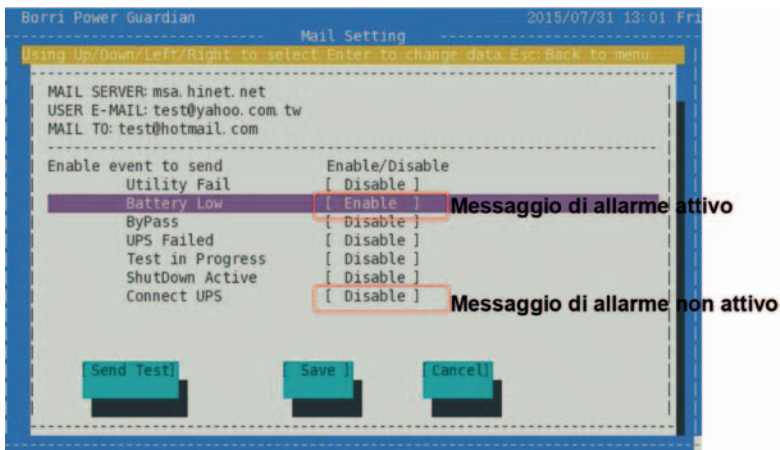 Borri Power Guardian 2015/07/31 13:01 Fri
Mail Setting
Using Up/Down/Left/Right to select.Enter to change data.Esc:Back to menu.
MAIL SERVER: msa.hinet.net
USER E-MAIL: test@yahoo.com.tw
MAIL TO: test@hotmail.com
Enable event to send Enable/Disable
Utility Fail [ Disable ]
Battery Low [ Enable ] Messaggio di allarme attivo
ByPass [ Disable ]
UPS Failed [ Disable ]
Test in Progress [ Disable ]
ShutDown Active [ Disable ]
Connect UPS [ Disable ] Messaggio di allarme non attivo
[Send Test] [ Save ] [Cancel]